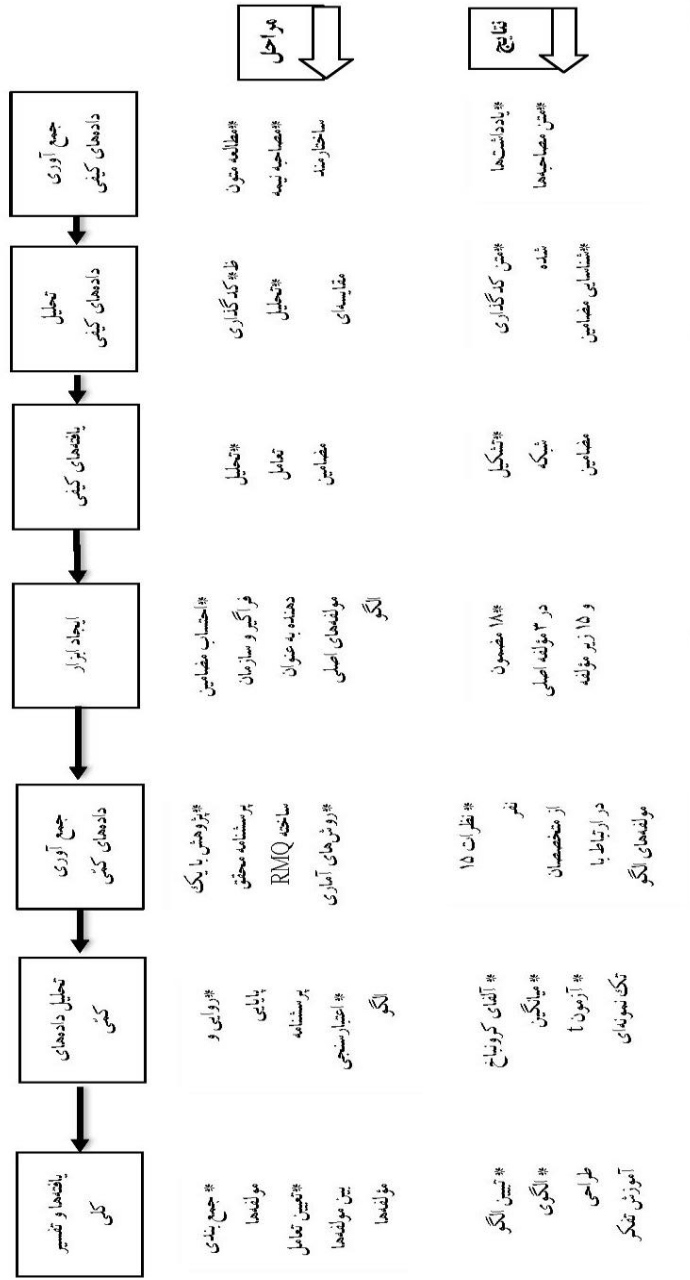 جمع آوری
داده‌های کیفی
تحلیل
داده‌های کیفی
یافته‌های کیفی
ایجاد ابزار
جمع آوری
داده‌های کمّی
تحلیل داده‌های
کمّی
یافته‌ها و تفسیر
کلی
مراحل
*مطالعه متون
*مصاحبه نیمه
ساختارمند
ظ*کدگذاری
*تحلیل
مقایسه‌ای
*تحلیل
تعامل
مضامین
*احتساب مضامین
فراگیر و سازمان
دهنده به عنوان
مولفه‌های اصلی
الگو
*پژوهش با یک
پرسشنامه محقق
ساخته RMQ
*روش‌های آماری
*روایی و
پایایی
پرسشنامه
*اعتبارسنجی
الگو
* جمع بندی
مولفه‌ها
*تعیین تعامل
بین مولفه‌ها
مؤلفه‌ها
نتایج
*یادداشت‌ها
*متن مصاحبه‌ها
*متن کدگذاری
شده
*شناسایی مضامین
*تشکیل
شبکه
مضامین
*۱۸ مضمون
در ۳ مؤلفه اصلی
و ۱۵ زیر مؤلفه
* نظرات ۱۵
نفر
از متخصصان
در ارتباط با
مولفه‌های الگو
* آلفای کرونباخ
* میانگین
* آزمون t
تک نمونه‌ای
* تبیین الگو
* الگوی
طراحی
آموزش تفکر